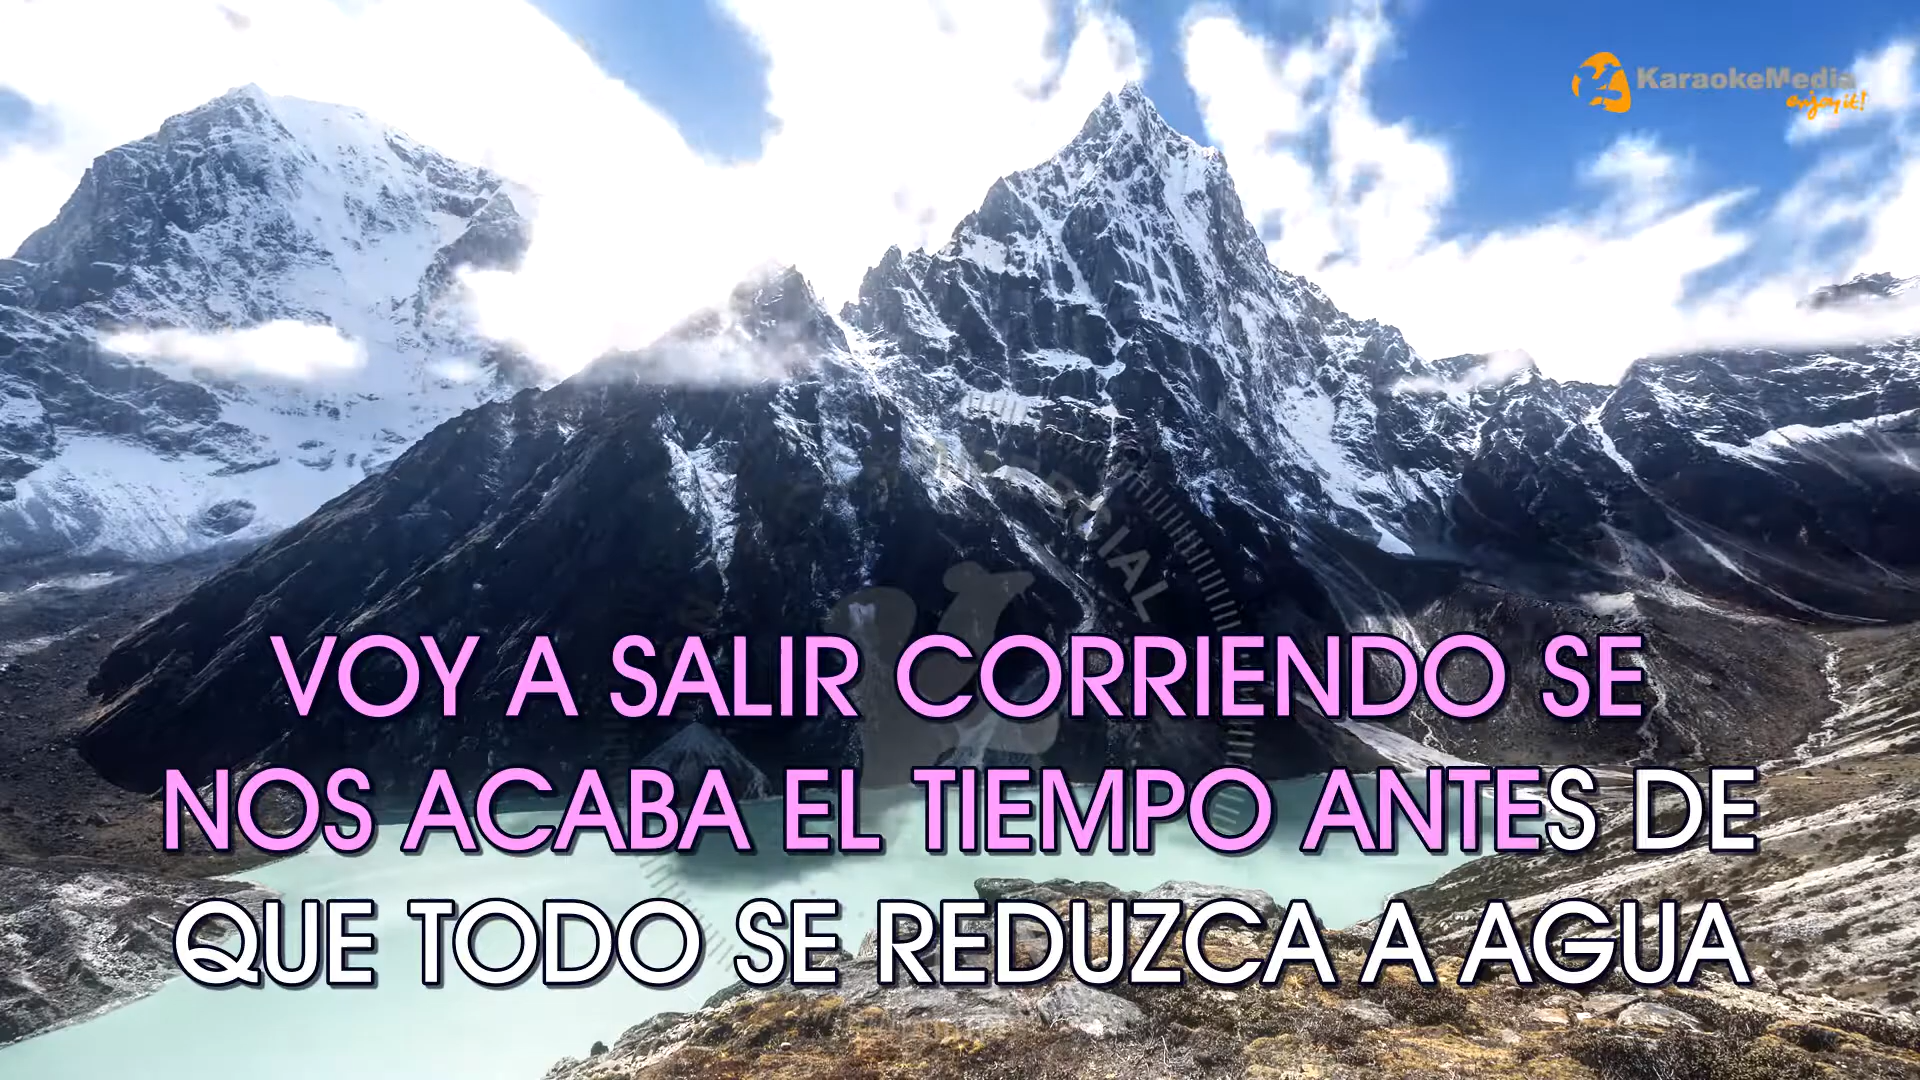 KaraokeMedia
enjoy it!
VOY A SALIR CORRIENDO SE
NOS ACABA EL TIEMPO ANTES DE
QUE TODO SE REDUZCA A AGUA